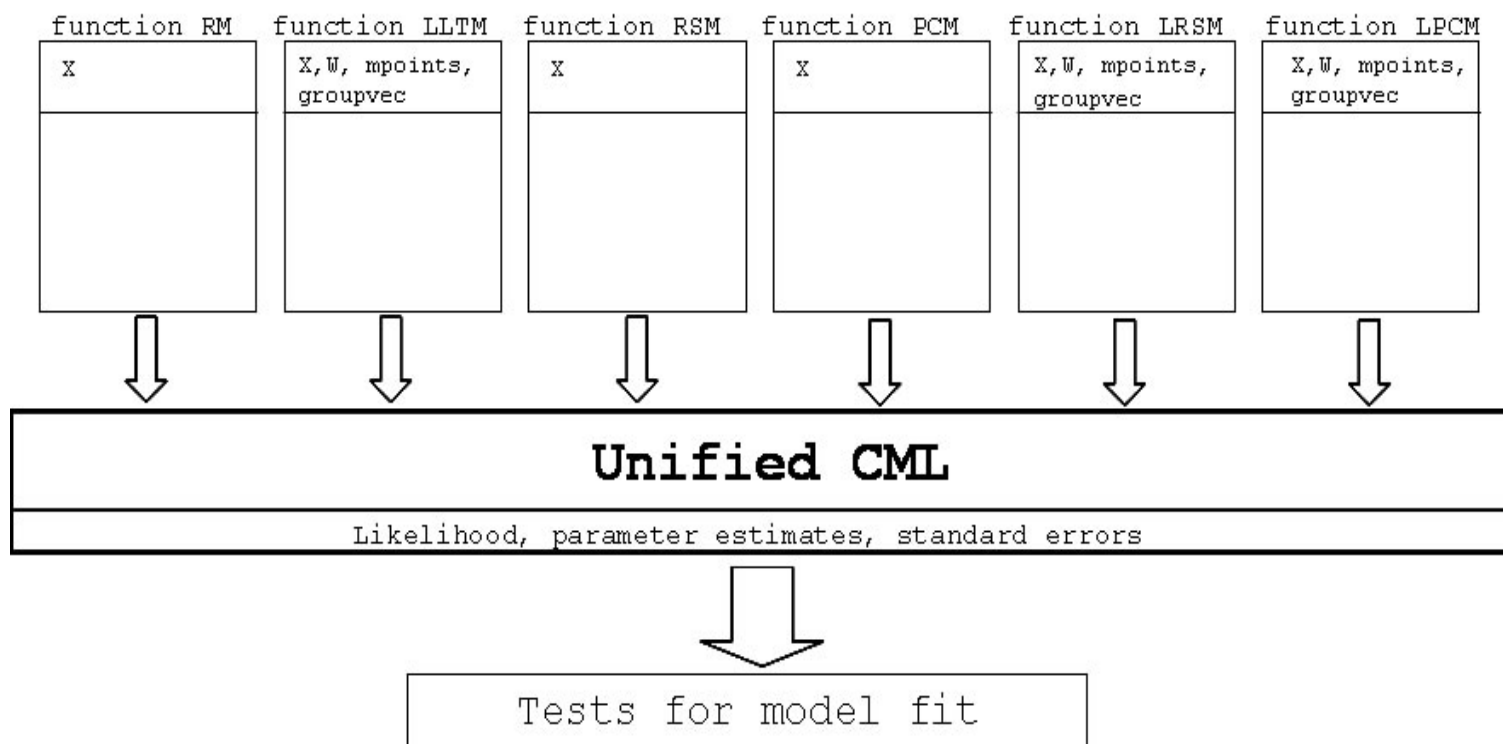 function RM
function LLTM
function RSM
function PCM
function LRSM
function LPCM
X
X,W, mpoints,
groupvec
X
X
X,W, mpoints,
groupvec
X,W, mpoints,
groupvec
Unified CML
Likelihood, parameter estimates, standard errors
Tests for model fit